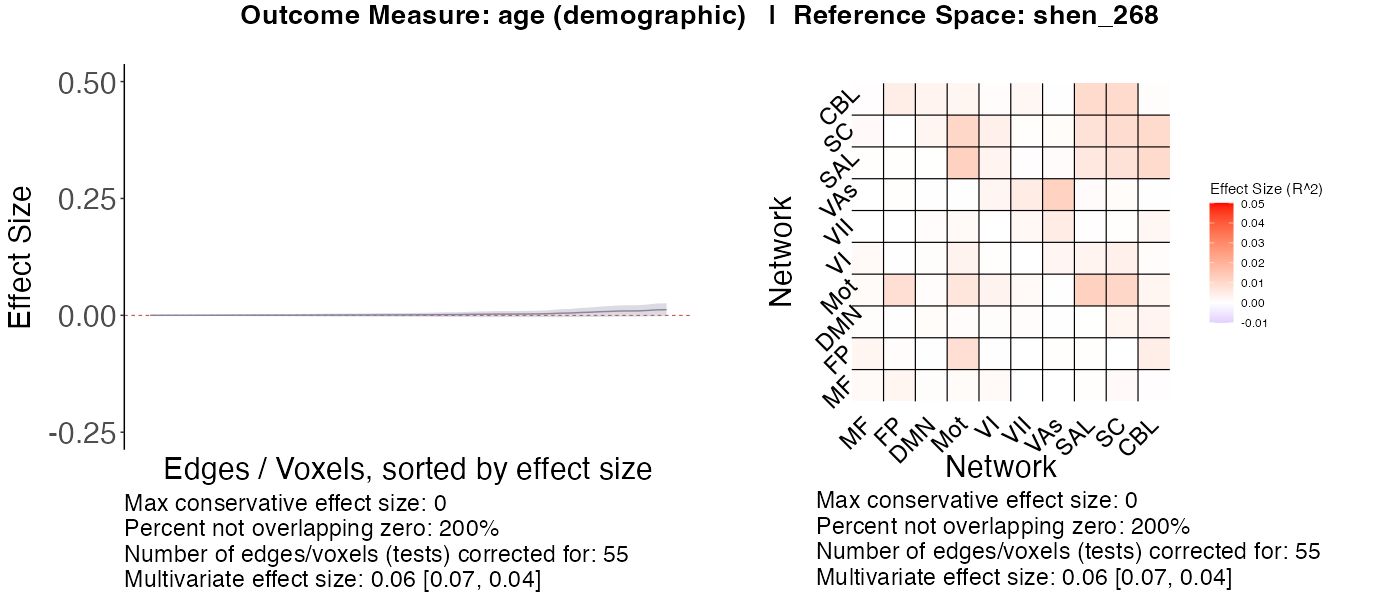 Outcome Measure: age (demographic) | Reference Space: shen_268
Effect Size
0.50
0.25
0.00
-0.25
Edges / Voxels, sorted by effect size
Max conservative effect size: 0
Percent not overlapping zero: 200%
Number of edges/voxels (tests) corrected for: 55
Multivariate effect size: 0.06 [0.07, 0.04]
Network
CBL
SC
SAL
VAs
VII
VI
Mot
DMN
FP
MF
MF
FP
DMN
Mot
VI
VII
VAs
SAL
SC
CBL
Network
Effect Size (R^2)
0.05
0.04
0.03
0.02
0.01
0.00
-0.01
Max conservative effect size: 0
Percent not overlapping zero: 200%
Number of edges/voxels (tests) corrected for: 55
Multivariate effect size: 0.06 [0.07, 0.04]